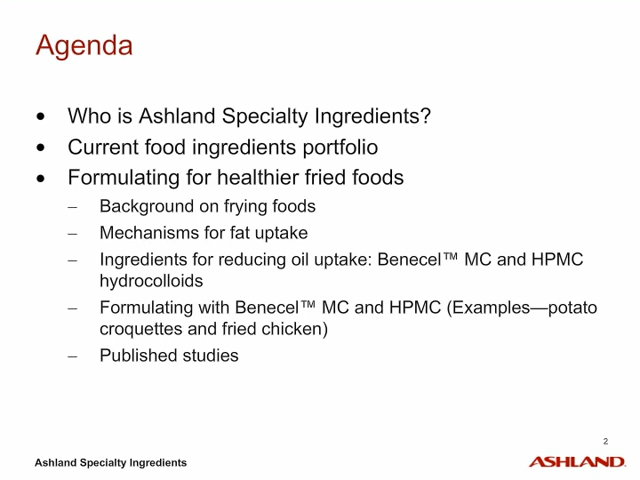 Agenda
• Who is Ashland Specialty Ingredients?
• Current food ingredients portfolio
• Formulating for healthier fried foods
– Background on frying foods
– Mechanisms for fat uptake
– Ingredients for reducing oil uptake: Benecel™ MC and HPMC
hydrocolloids
– Formulating with Benecel™ MC and HPMC (Examples—potato
croquettes and fried chicken)
– Published studies
2
Ashland Specialty Ingredients
ASHLAND.